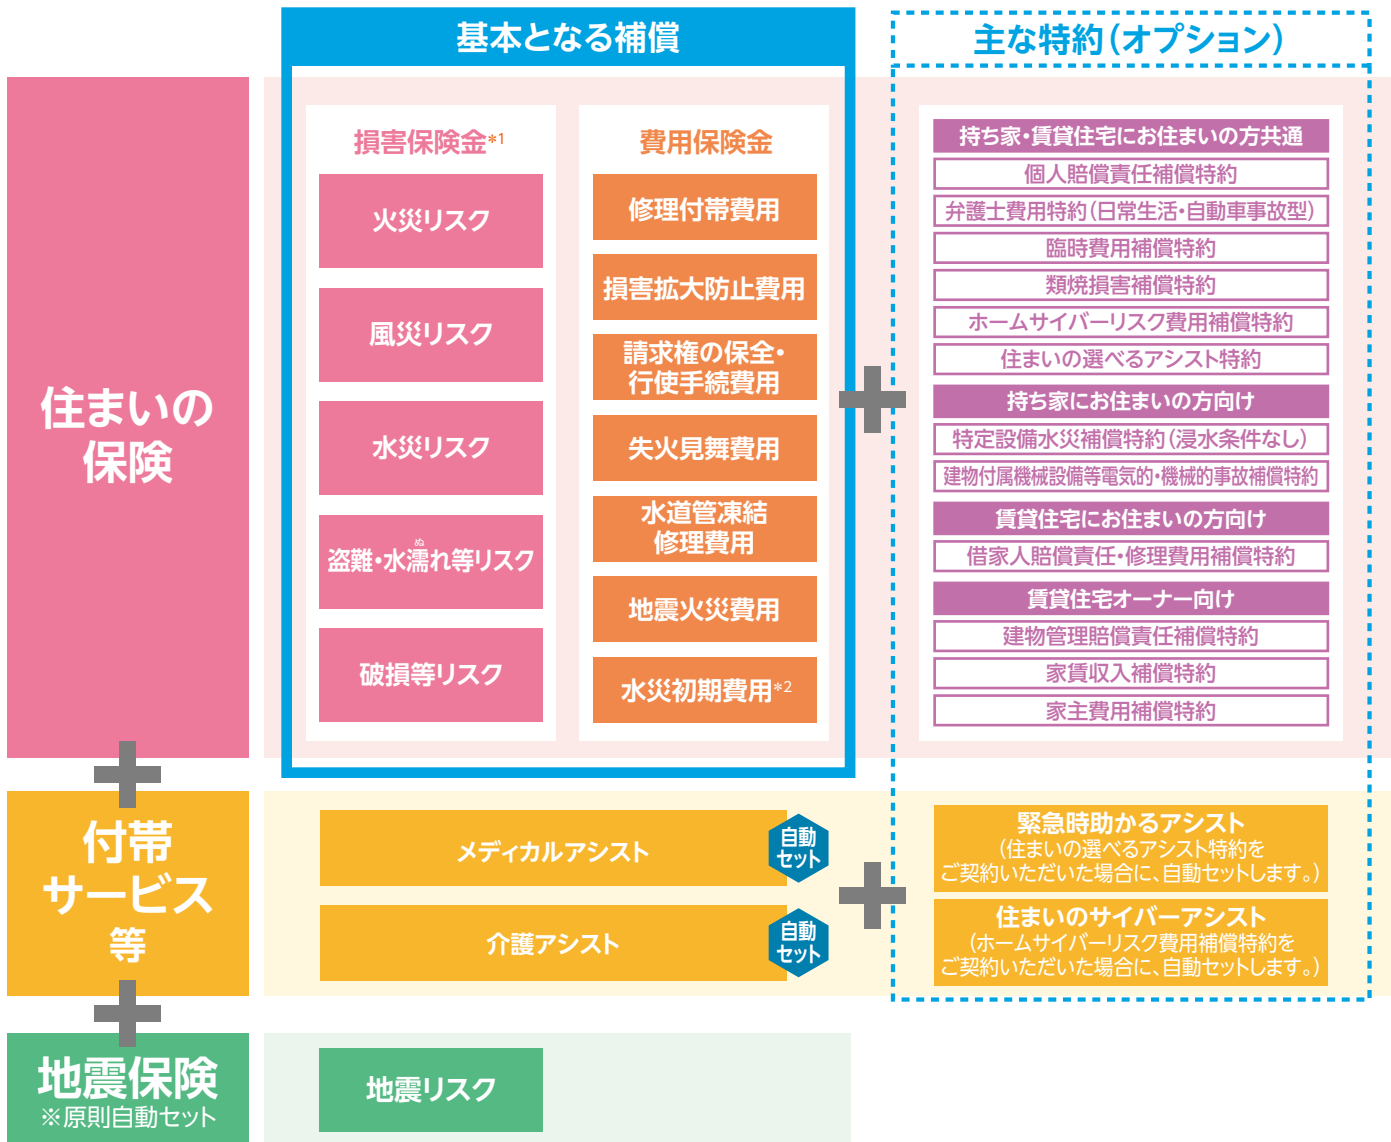 基本となる補償
主な特約（オプション）
住まいの
保険
損害保険金*1
火災リスク
風災リスク
水災リスク
ぬ
盗難・水濡れ等リスク
破損等リスク
費用保険金
修理付帯費用
損害拡大防止費用
請求権の保全・
行使手続費用
失火見舞費用
水道管凍結
修理費用
地震火災費用
水災初期費用*2
持ち家・賃貸住宅にお住まいの方共通
個人賠償責任補償特約
弁護士費用特約（日常生活・自動車事故型）
臨時費用補償特約
類焼損害補償特約
ホームサイバーリスク費用補償特約
住まいの選べるアシスト特約
持ち家にお住まいの方向け
特定設備水災補償特約（浸水条件なし）
建物付属機械設備等電気的・機械的事故補償特約
賃貸住宅にお住まいの方向け
借家人賠償責任・修理費用補償特約
賃貸住宅オーナー向け
建物管理賠償責任補償特約
家賃収入補償特約
家主費用補償特約
付帯
サービス
等
メディカルアシスト
自動
セット
介護アシスト
自動
セット
緊急時助かるアシスト
（住まいの選べるアシスト特約を
ご契約いただいた場合に、自動セットします。）
住まいのサイバーアシスト
（ホームサイバーリスク費用補償特約を
ご契約いただいた場合に、自動セットします。）
地震保険
※原則自動セット
地震リスク